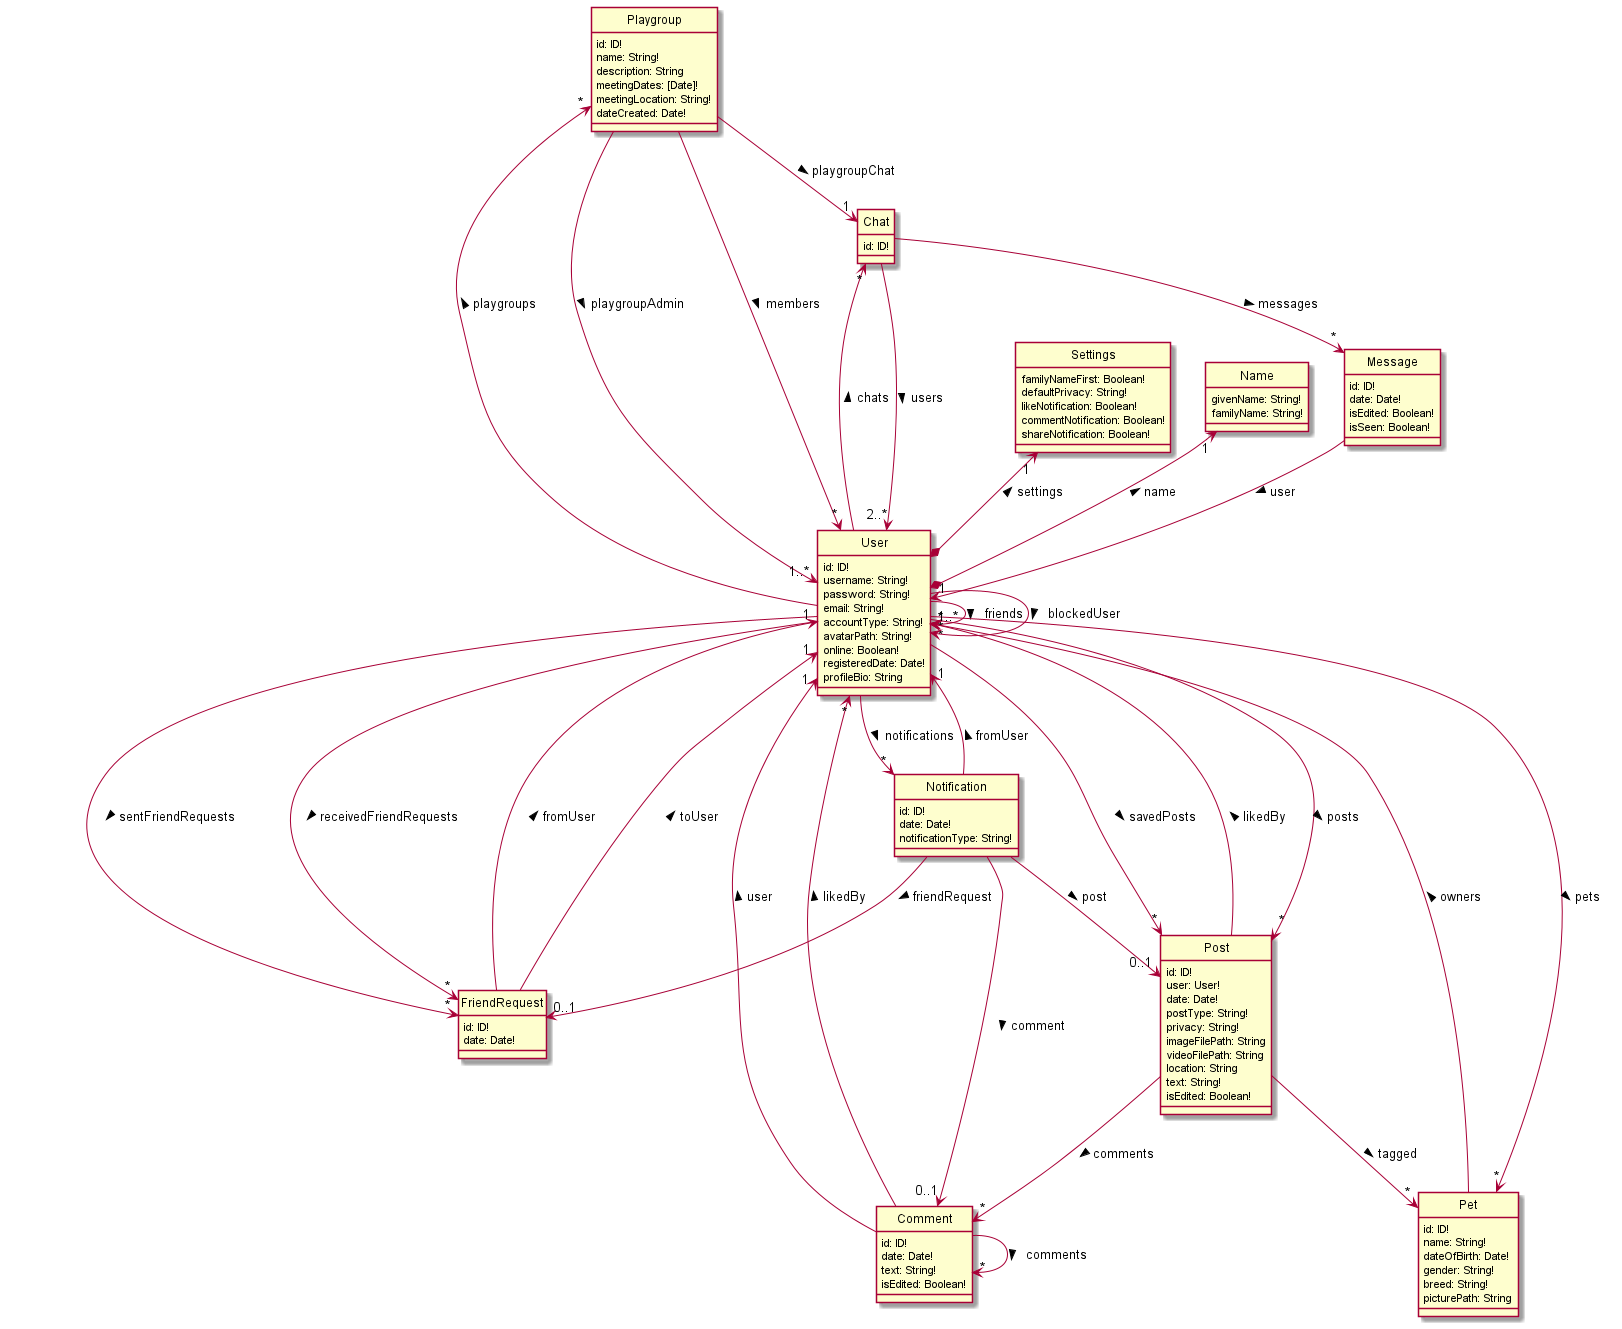 Playgroup
id: ID!
name: String!
description: String
meetingDates: [Date]!
meetingLocation: String!
dateCreated: Date!
*
playgroupChat
1
Chat
id: ID!
*
playgroups
playgroupAdmin
members
messages
*
Settings
familyNameFirst: Boolean!
defaultPrivacy: String!
likeNotification: Boolean!
commentNotification: Boolean!
shareNotification: Boolean!
1
Name
givenName: String!
familyName: String!
1
Message
id: ID!
date: Date!
isEdited: Boolean!
isSeen: Boolean!
chats
users
settings
name
user
*
2..*
User
id: ID!
username: String!
password: String!
email: String!
accountType: String!
avatarPath: String!
online: Boolean!
registeredDate: Date!
profileBio: String
1..*
1
1
1
1
1..*
*
1
*
friends
blockedUser
notifications
*
fromUser
Notification
id: ID!
date: Date!
notificationType: String!
sentFriendRequests
receivedFriendRequests
fromUser
toUser
savedPosts
likedBy
posts
user
likedBy
friendRequest
post
owners
pets
*
*
0..1
*
*
0..1
FriendRequest
id: ID!
date: Date!
Post
id: ID!
user: User!
date: Date!
postType: String!
privacy: String!
imageFilePath: String
videoFilePath: String
location: String
text: String!
isEdited: Boolean!
comment
comments
tagged
0..1
*
*
*
Comment
id: ID!
date: Date!
text: String!
isEdited: Boolean!
*
comments
Pet
id: ID!
name: String!
dateOfBirth: Date!
gender: String!
breed: String!
picturePath: String